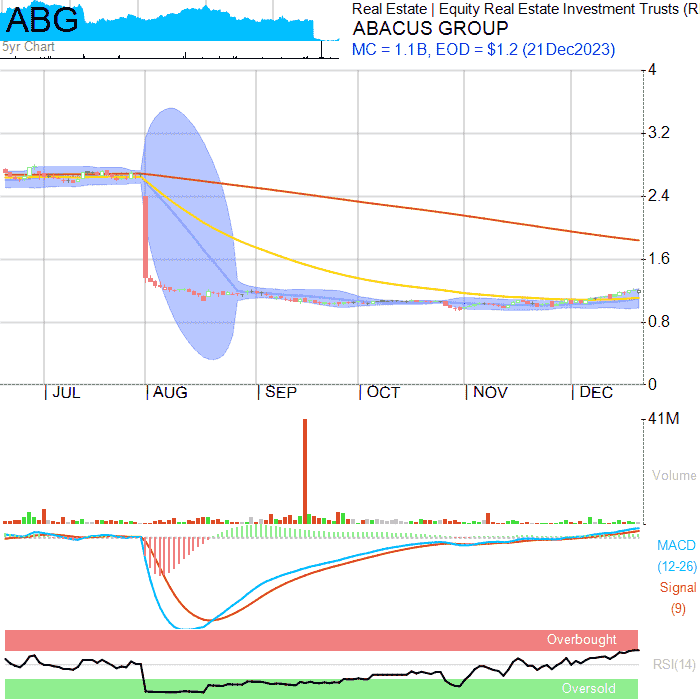 ABG
5yr Chart
Real Estate | Equity Real Estate Investment Trusts (R
ABACUS GROUP
MC = 1.1B, EOD = $1.2 (21Dec2023)
4
3.2
2.4
1.6
0.8
0
JUL
AUG
SEP
OCT
NOV
DEC
41M
Volume
MACD
(12-26)
Signal
(9)
Overbought
RSI(14)
Oversold